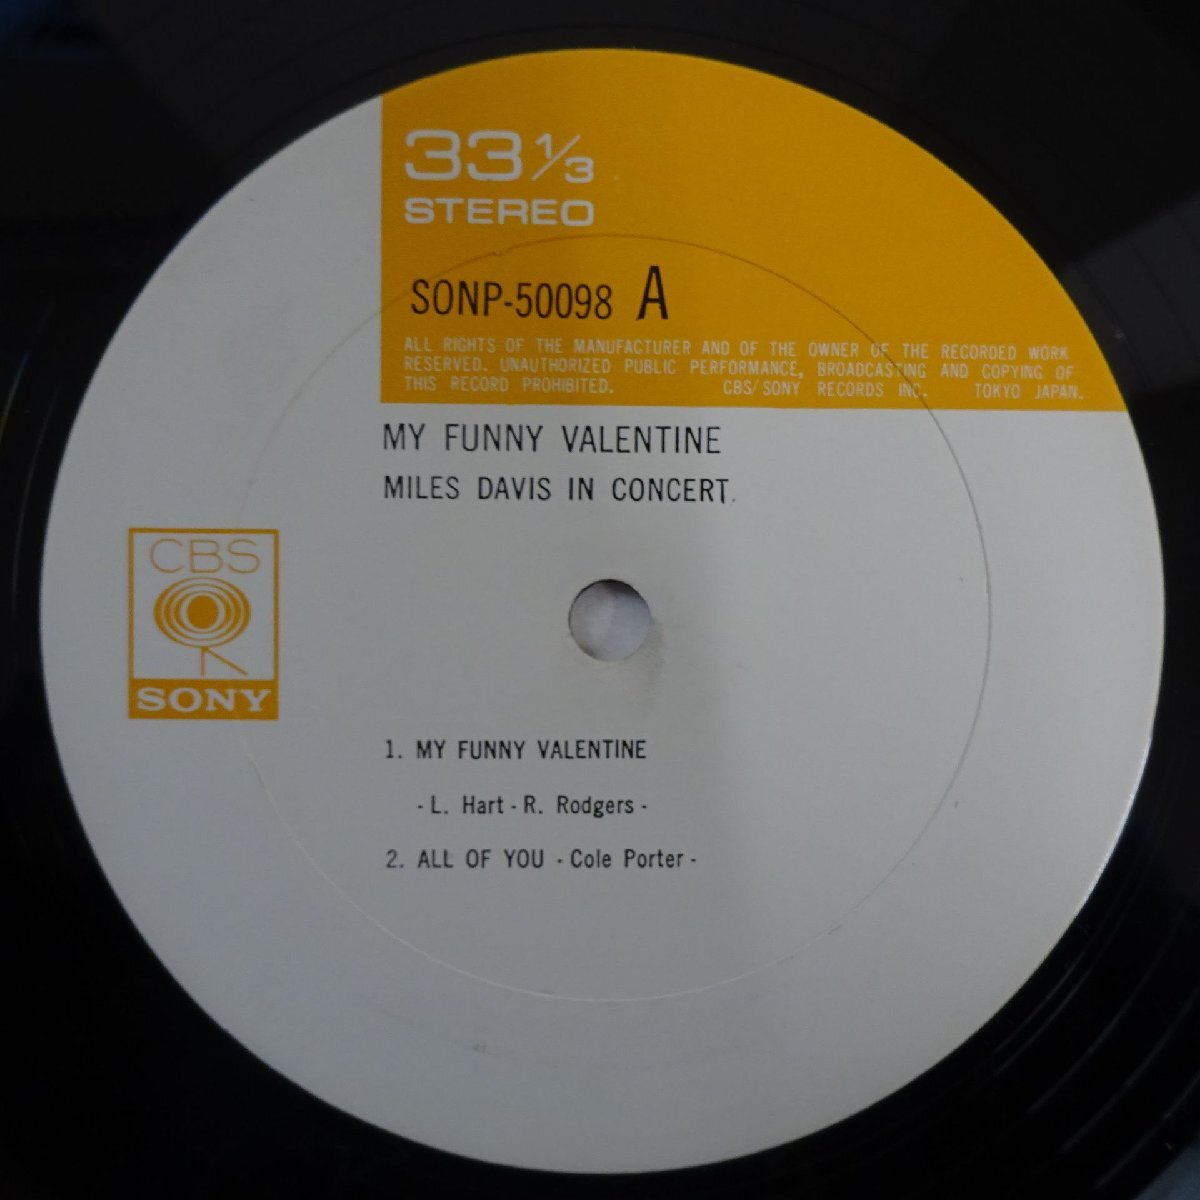 33 1/3
STEREO
SONP-50098 A
ALL RIGHTS OF THE MANUFACTURER AND OF THE OWNER OF THE RECORDED WORK
RESERVED. UNAUTHORIZED PUBLIC PERFORMANCE, BROADCASTING AND COPYING OF
THIS RECORD PROHIBITED. CBS/SONY RECORDS INC. TOKYO JAPAN.
MY FUNNY VALENTINE
MILES DAVIS IN CONCERT.
CBS
SONY
1. MY FUNNY VALENTINE
- L. Hart - R. Rodgers -
2. ALL OF YOU - Cole Porter -